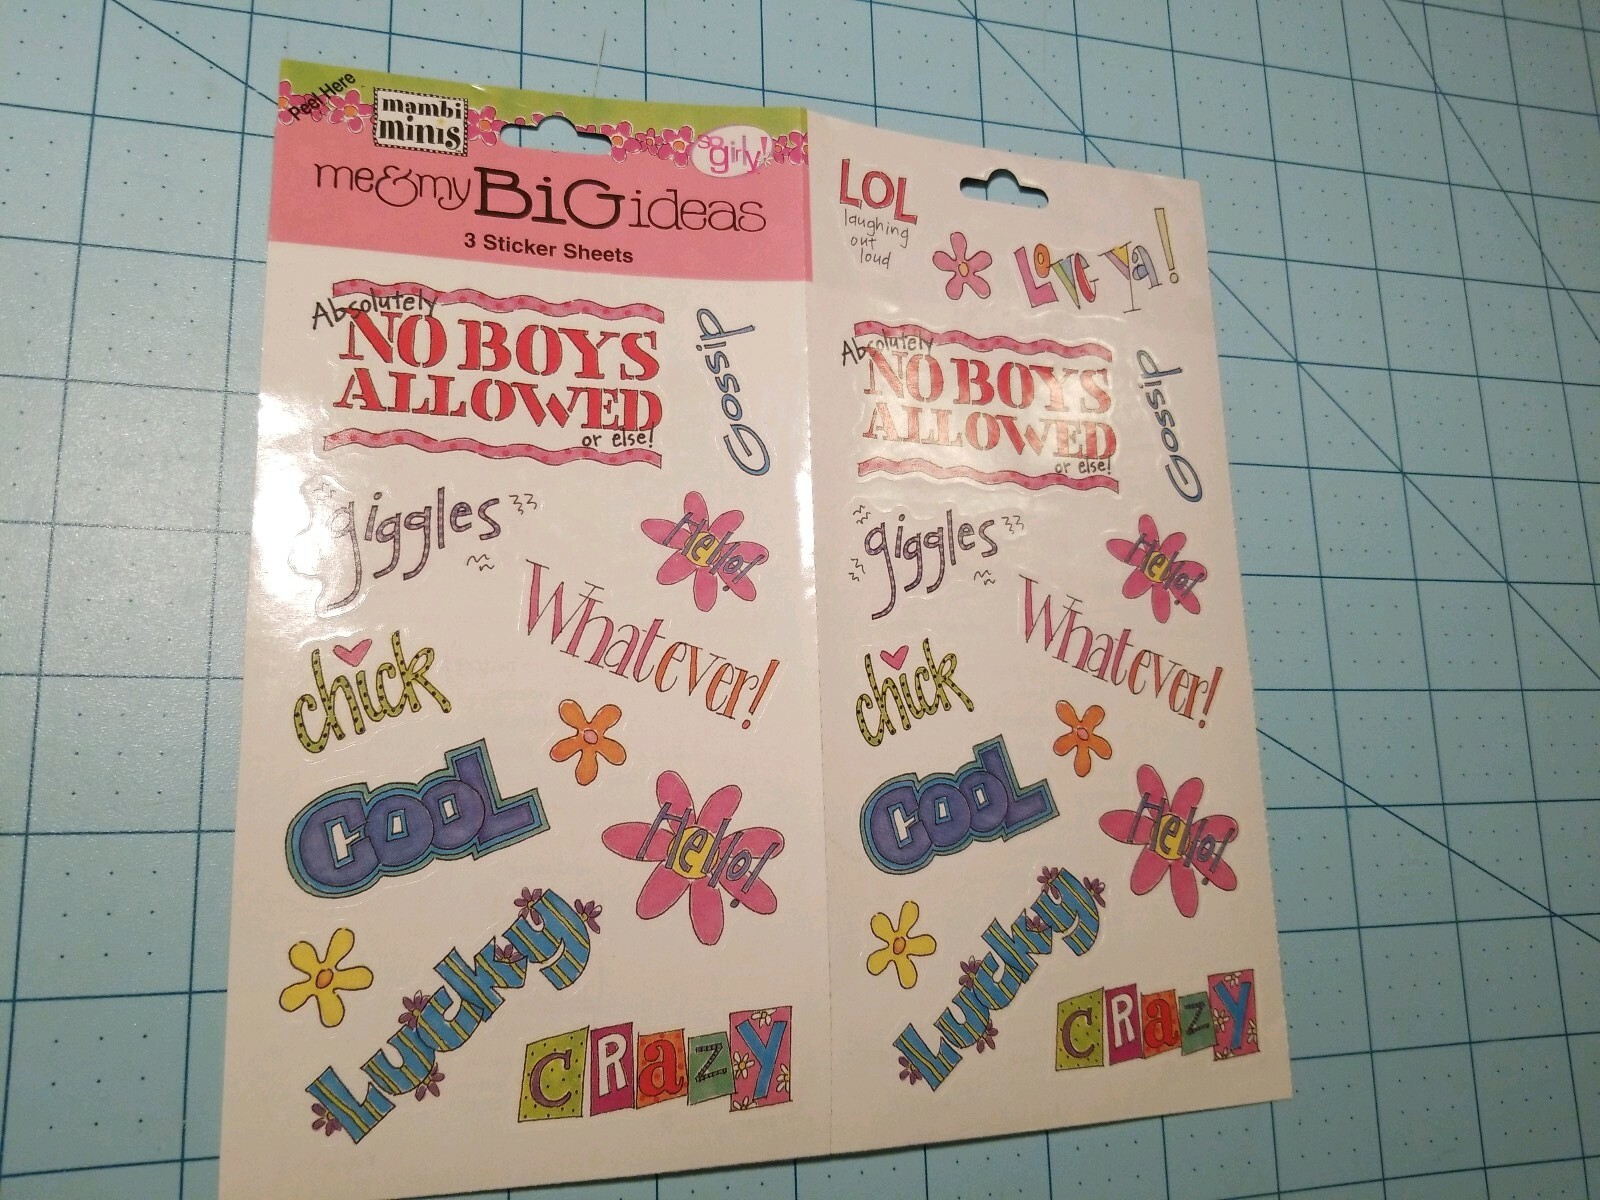 Peel Here
mambi
minis
so girly!
me&my BiG ideas
3 Sticker Sheets
Absolutely
NO BOYS
ALLOWED
or else!
Gossip
giggles
Hello!
Whatever!
chick
COOL
Hello!
Lucky
CRaZY
LOL
laughing
out
loud
Love Ya!
Absolutely
NO BOYS
ALLOWED
or else!
Gossip
giggles
Hello!
Whatever!
chick
COOL
Hello!
Lucky
CRaZY